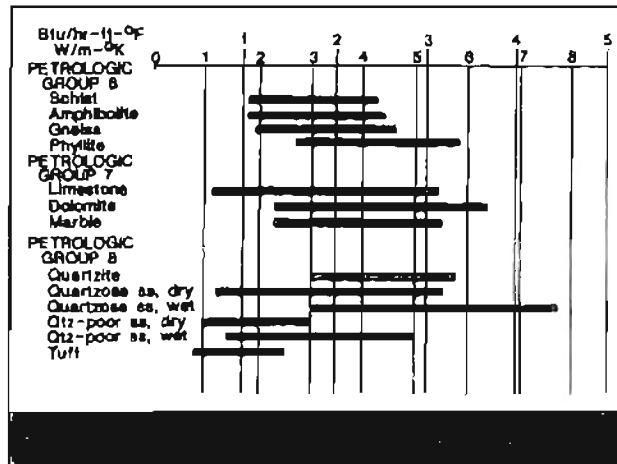 Btu/hr-ft-ºF 1 2 3 4 5
W/m-ºK 0 1 2 3 4 5 6 7 8
PETROLOGIC
GROUP 6
Schist
Amphibolite
Gneiss
Phyllite
PETROLOGIC
GROUP 7
Limestone
Dolomite
Marble
PETROLOGIC
GROUP 8
Quartzite
Quartzose ss, dry
Quartzose ss, wet
Qtz-poor ss, dry
Qtz-poor ss, wet
Tuff